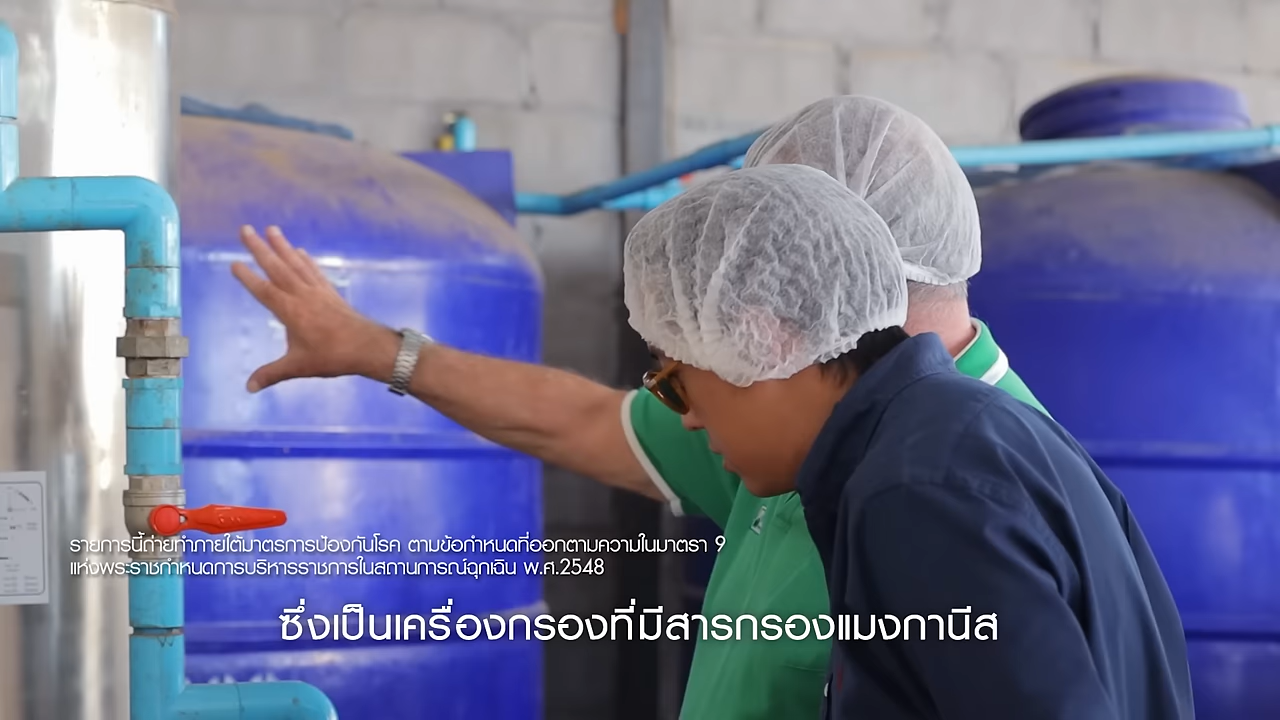 รายการนี้ถ่ายทำภายใต้มาตรการป้องกันโรค ตามข้อกำหนดที่ออกตามความในมาตรา 9
แห่งพระราชกำหนดการบริหารราชการในสถานการณ์ฉุกเฉิน พ.ศ.2548
ซึ่งเป็นเครื่องกรองที่มีสารกรองแมงกานีส